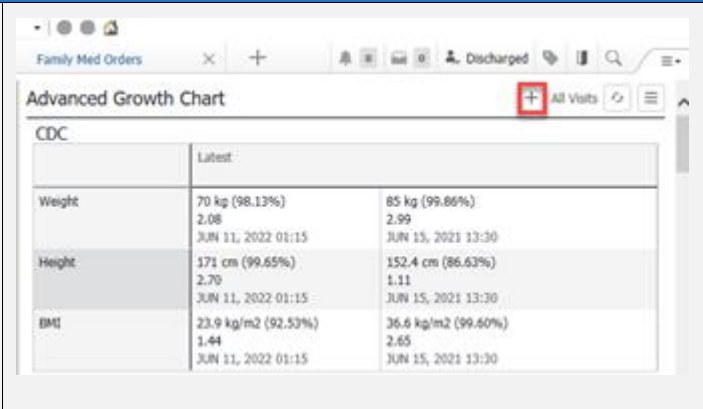 Family Med Orders
Discharged
Advanced Growth Chart
All Visits
CDC
Latest
Weight 70 kg (98.13%) 85 kg (99.86%)
2.08 2.99
JUN 11, 2022 01:15 JUN 15, 2021 13:30
Height 171 cm (99.65%) 152.4 cm (86.63%)
2.70 1.11
JUN 11, 2022 01:15 JUN 15, 2021 13:30
BMI 23.9 kg/m2 (92.53%) 36.6 kg/m2 (99.60%)
1.44 2.65
JUN 11, 2022 01:15 JUN 15, 2021 13:30